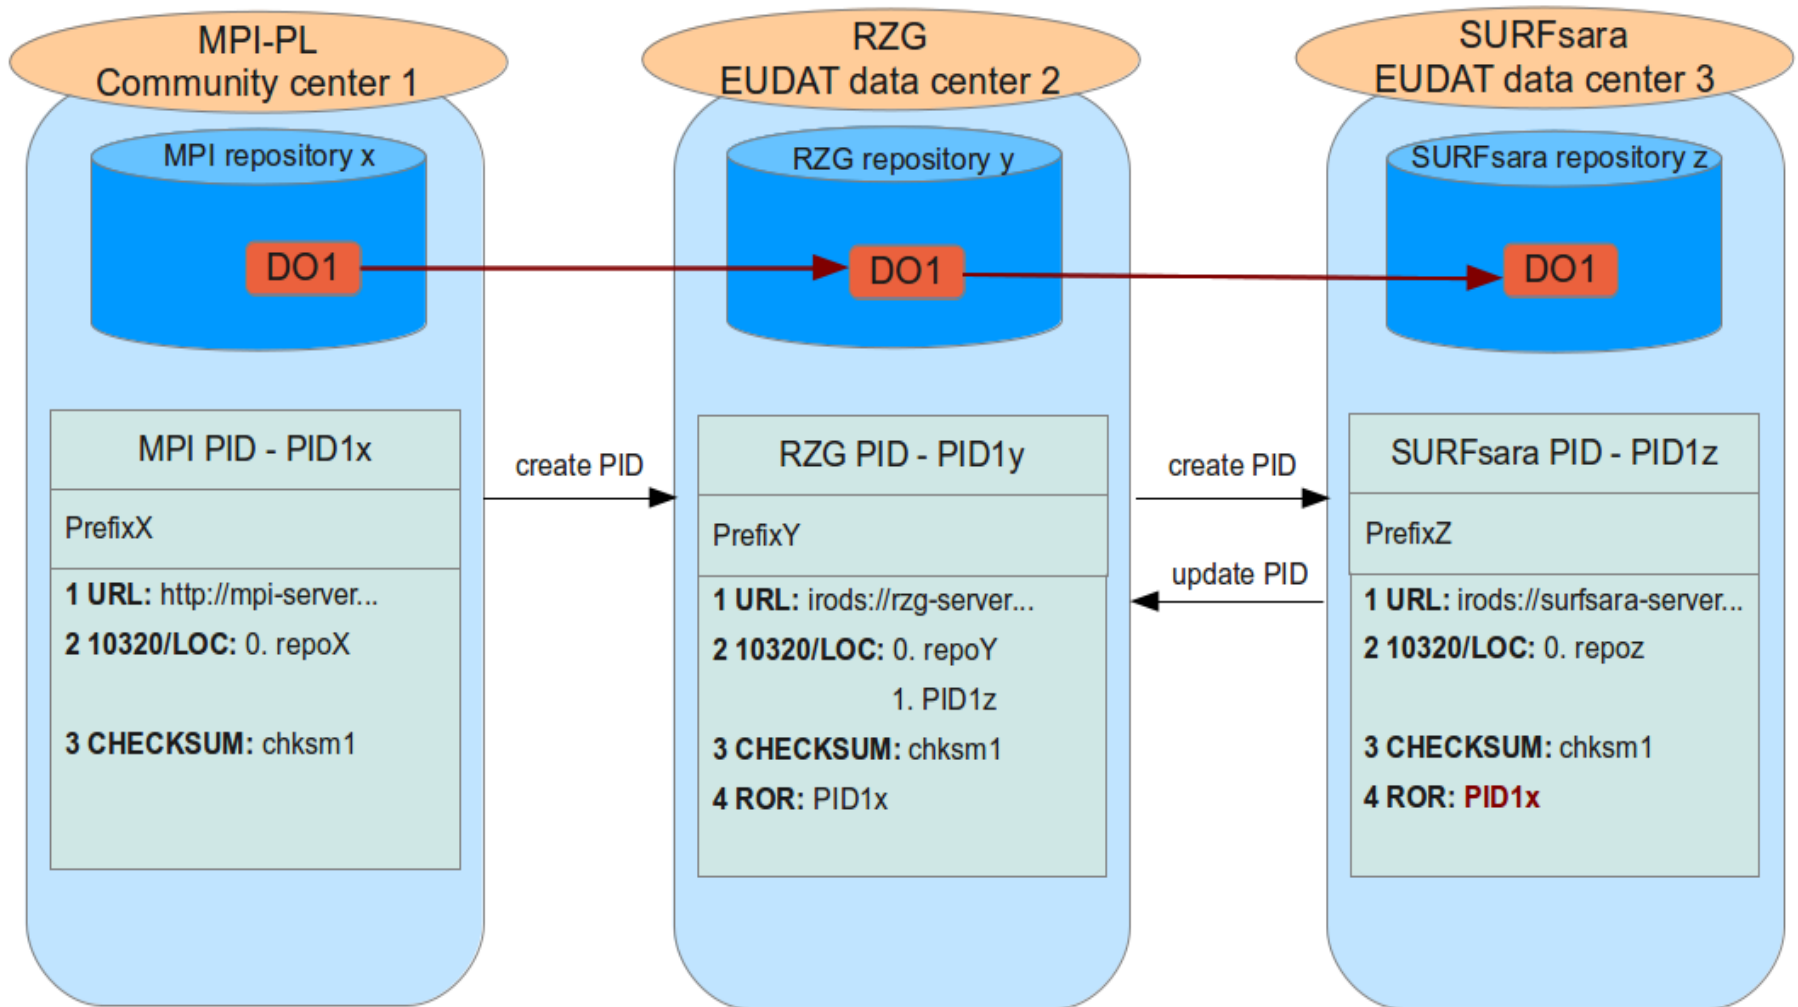 MPI-PL
Community center 1
MPI repository x
DO1
MPI PID - PID1x
PrefixX
1 URL: http://mpi-server...
2 10320/LOC: 0. repoX
3 CHECKSUM: chksm1
create PID
RZG
EUDAT data center 2
RZG repository y
DO1
RZG PID - PID1y
PrefixY
1 URL: irods://rzg-server...
2 10320/LOC: 0. repoY
1. PID1z
3 CHECKSUM: chksm1
4 ROR: PID1x
create PID
update PID
SURFsara
EUDAT data center 3
SURFsara repository z
DO1
SURFsara PID - PID1z
PrefixZ
1 URL: irods://surfsara-server...
2 10320/LOC: 0. repoz
3 CHECKSUM: chksm1
4 ROR: PID1x